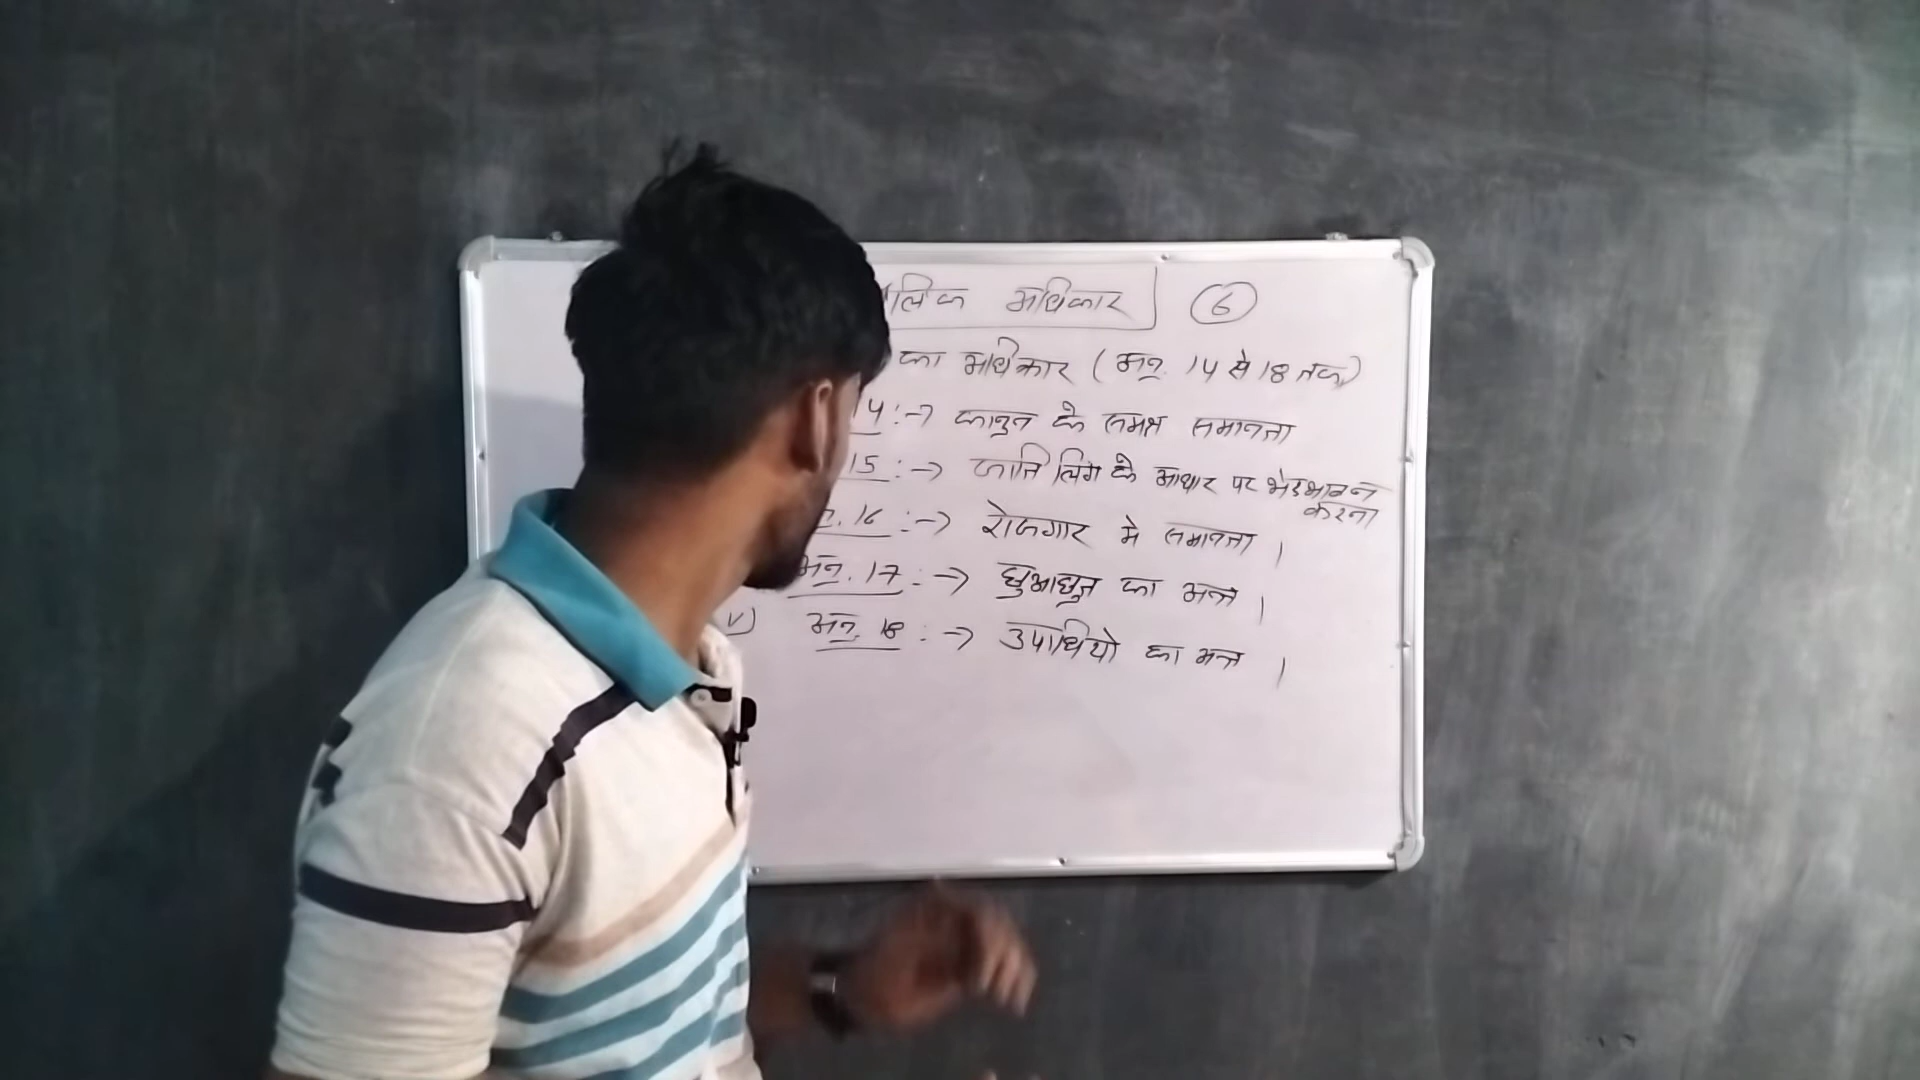 लिक अधिकार 6
का अधिकार (अनु. 14 से 18 तक)
14 :-> कानुन के समक्ष समानता
15 :-> जाति लिंग के आधार पर भेदभाव न करना
16 :-> रोजगार मे समानता |
अनु. 17 :-> छुआछुत का अन्त |
v) अनु. 18 :-> उपाधियो का अन्त |